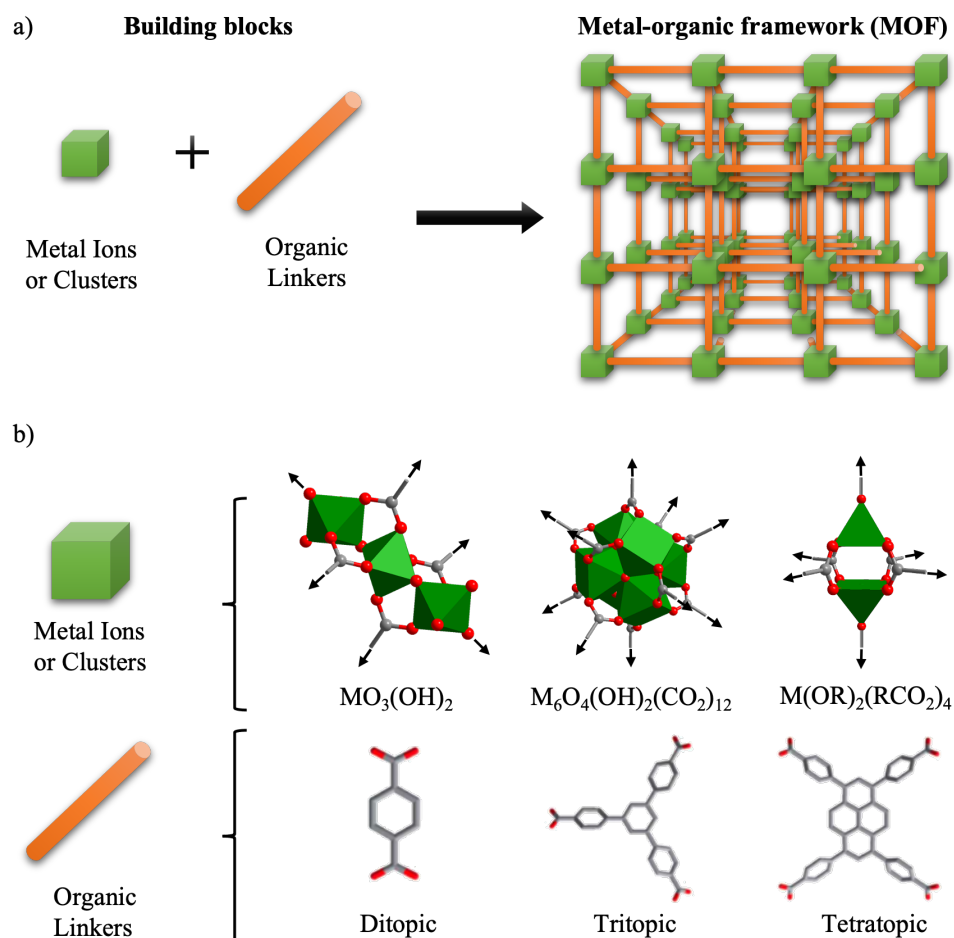 a)
Building blocks
Metal-organic framework (MOF)
+
Metal Ions
or Clusters
Organic
Linkers
b)
Metal Ions
or Clusters
MO₃(OH)₂
M₆O₄(OH)₂(CO₂)₁₂
M(OR)₂(RCO₂)₄
Organic
Linkers
Ditopic
Tritopic
Tetratopic